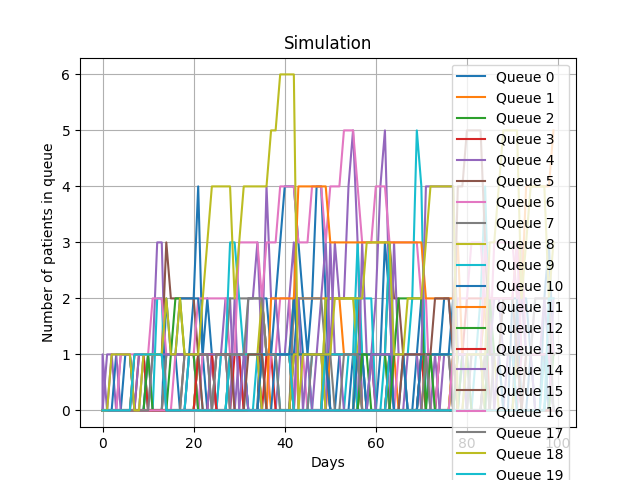 Simulation
6
5
4
3
2
1
0
Number of patients in queue
0
20
40
60
80
100
Days
Queue 0
Queue 1
Queue 2
Queue 3
Queue 4
Queue 5
Queue 6
Queue 7
Queue 8
Queue 9
Queue 10
Queue 11
Queue 12
Queue 13
Queue 14
Queue 15
Queue 16
Queue 17
Queue 18
Queue 19